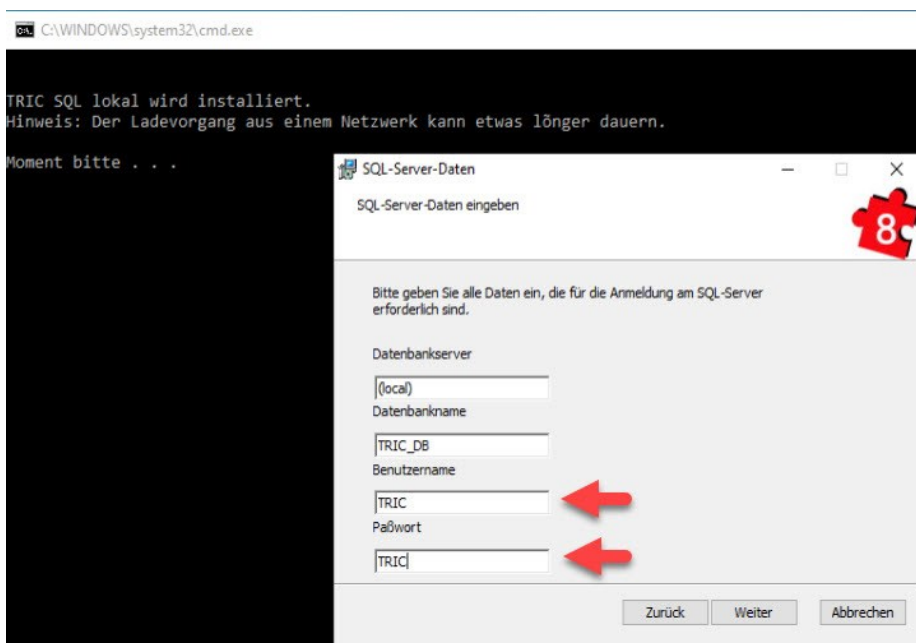 C:\WINDOWS\system32\cmd.exe
TRIC SQL lokal wird installiert.
Hinweis: Der Ladevorgang aus einem Netzwerk kann etwas lõnger dauern.
Moment bitte . . .
SQL-Server-Daten
SQL-Server-Daten eingeben
8
Bitte geben Sie alle Daten ein, die für die Anmeldung am SQL-Server
erforderlich sind.
Datenbankserver
(local)
Datenbankname
TRIC_DB
Benutzername
TRIC
Paßwort
TRIC
Zurück Weiter Abbrechen